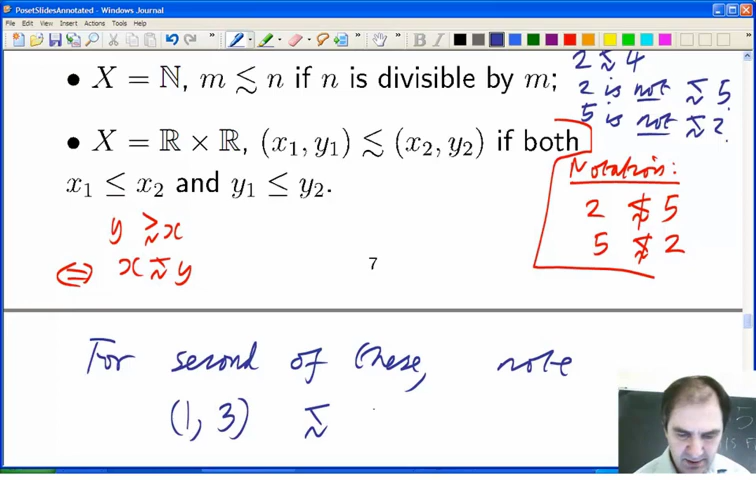 PosetSlidesAnnotated - Windows Journal
File Edit View Insert Actions Tools Help
• X = ℕ, m ≲ n if n is divisible by m;
2 ≲ 4
2 is not ≲ 5.
5 is not ≲ 2.
• X = ℝ × ℝ, (x₁, y₁) ≲ (x₂, y₂) if both
x₁ ≤ x₂ and y₁ ≤ y₂.
Notation:
2 ⋦̸ 5
5 ⋦̸ 2
y ≳ x
⇔ x ≲ y
7
For second of these, note
(1, 3) ≲